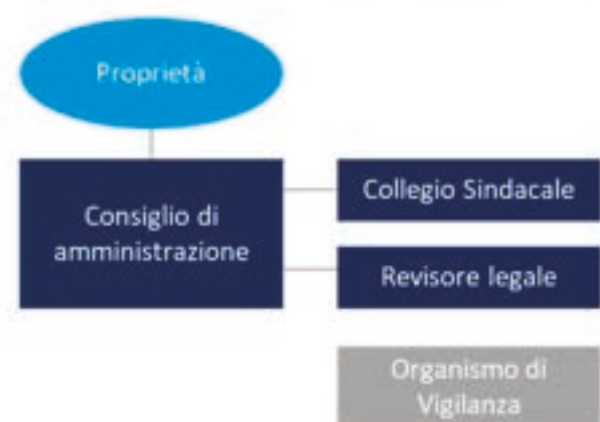 Proprietà
Consiglio di
amministrazione
Collegio Sindacale
Revisore legale
Organismo di
Vigilanza